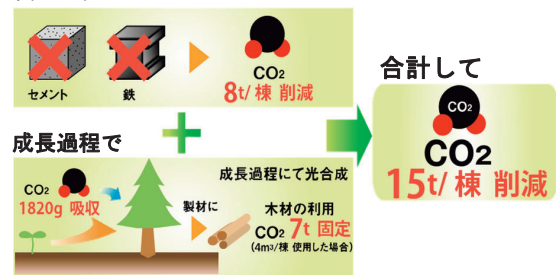 セメント
鉄
CO2
8t/棟 削減
合計して
CO2
CO2
15t/棟 削減
成長過程で
成長過程にて光合成
CO2
1820g 吸収
製材に
木材の利用
CO2 7t 固定
(4m³/棟 使用した場合)